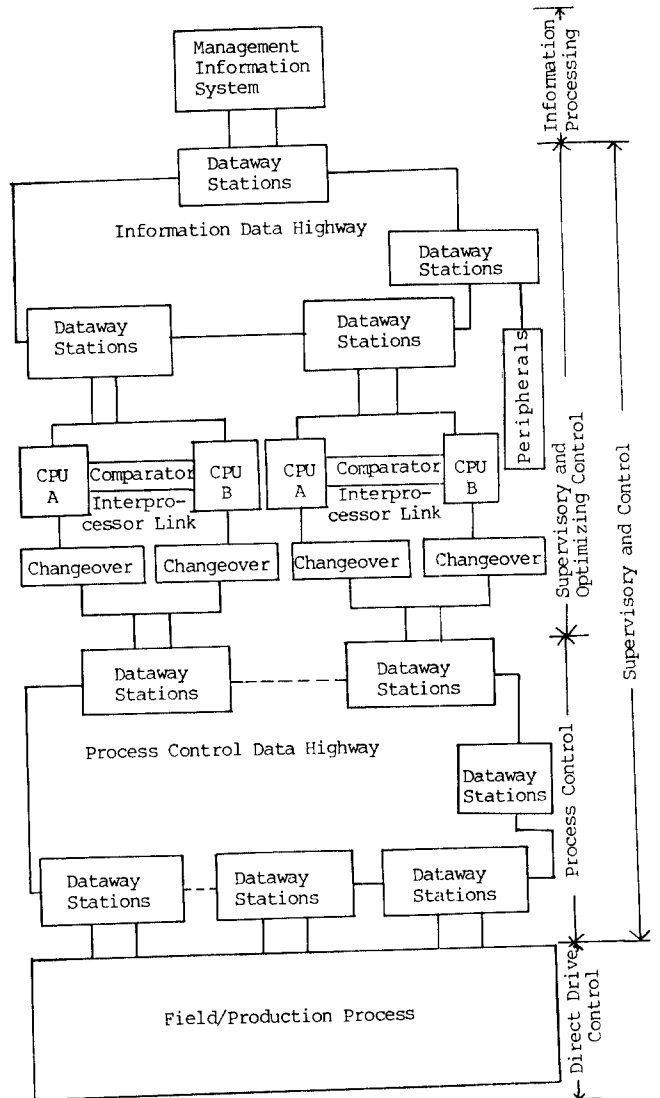 Management
Information
System
Information
Processing
Dataway
Stations
Information Data Highway
Dataway
Stations
Dataway
Stations
Dataway
Stations
Peripherals
CPU
A
Comparator
Interpro-
cessor Link
CPU
B
CPU
A
Comparator
Interpro-
cessor Link
CPU
B
Changeover
Changeover
Changeover
Changeover
Supervisory and
Optimizing Control
Supervisory and Control
Dataway
Stations
Dataway
Stations
Process Control Data Highway
Dataway
Stations
Process Control
Dataway
Stations
Dataway
Stations
Dataway
Stations
Field/Production Process
Direct Drive
Control